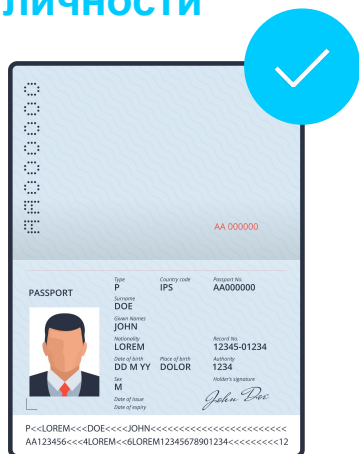 личности
AA 000000
PASSPORT
Type Country code Passport No.
P IPS AA000000
Surname
DOE
Given Names
JOHN
Nationality Record No.
LOREM 12345-01234
Date of birth Place of birth Authority
DD M YY DOLOR 1234
Sex Holder's signature
M
John Doe
Date of issue
Date of expiry
P<<LOREM<<<DOE<<<<JOHN<<<<<<<<<<<<<<<<<<<<<<<<
AA123456<<<4LOREM<<6LOREM12345678901234<<<<<<<<<12